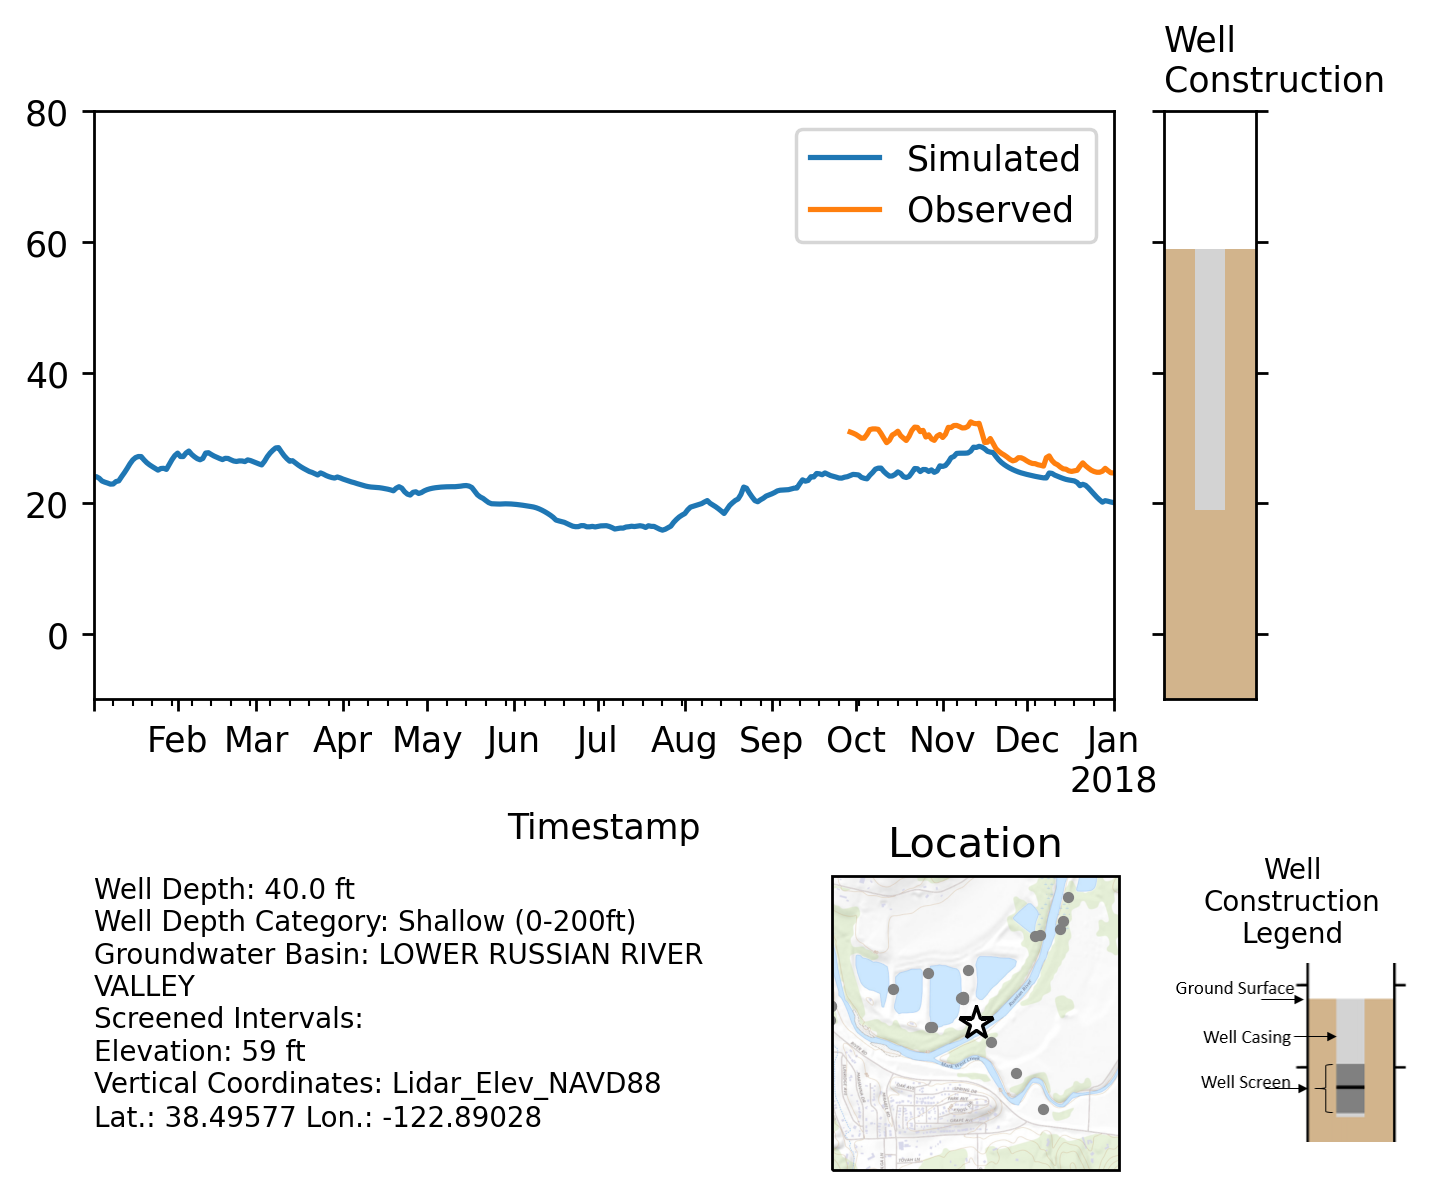 Well
Construction
80
60
40
20
0
Simulated
Observed
Feb Mar Apr May Jun Jul Aug Sep Oct Nov Dec Jan
2018
Timestamp
Well Depth: 40.0 ft
Well Depth Category: Shallow (0-200ft)
Groundwater Basin: LOWER RUSSIAN RIVER
VALLEY
Screened Intervals:
Elevation: 59 ft
Vertical Coordinates: Lidar_Elev_NAVD88
Lat.: 38.49577 Lon.: -122.89028
Location
Well
Construction
Legend
Ground Surface
Well Casing
Well Screen